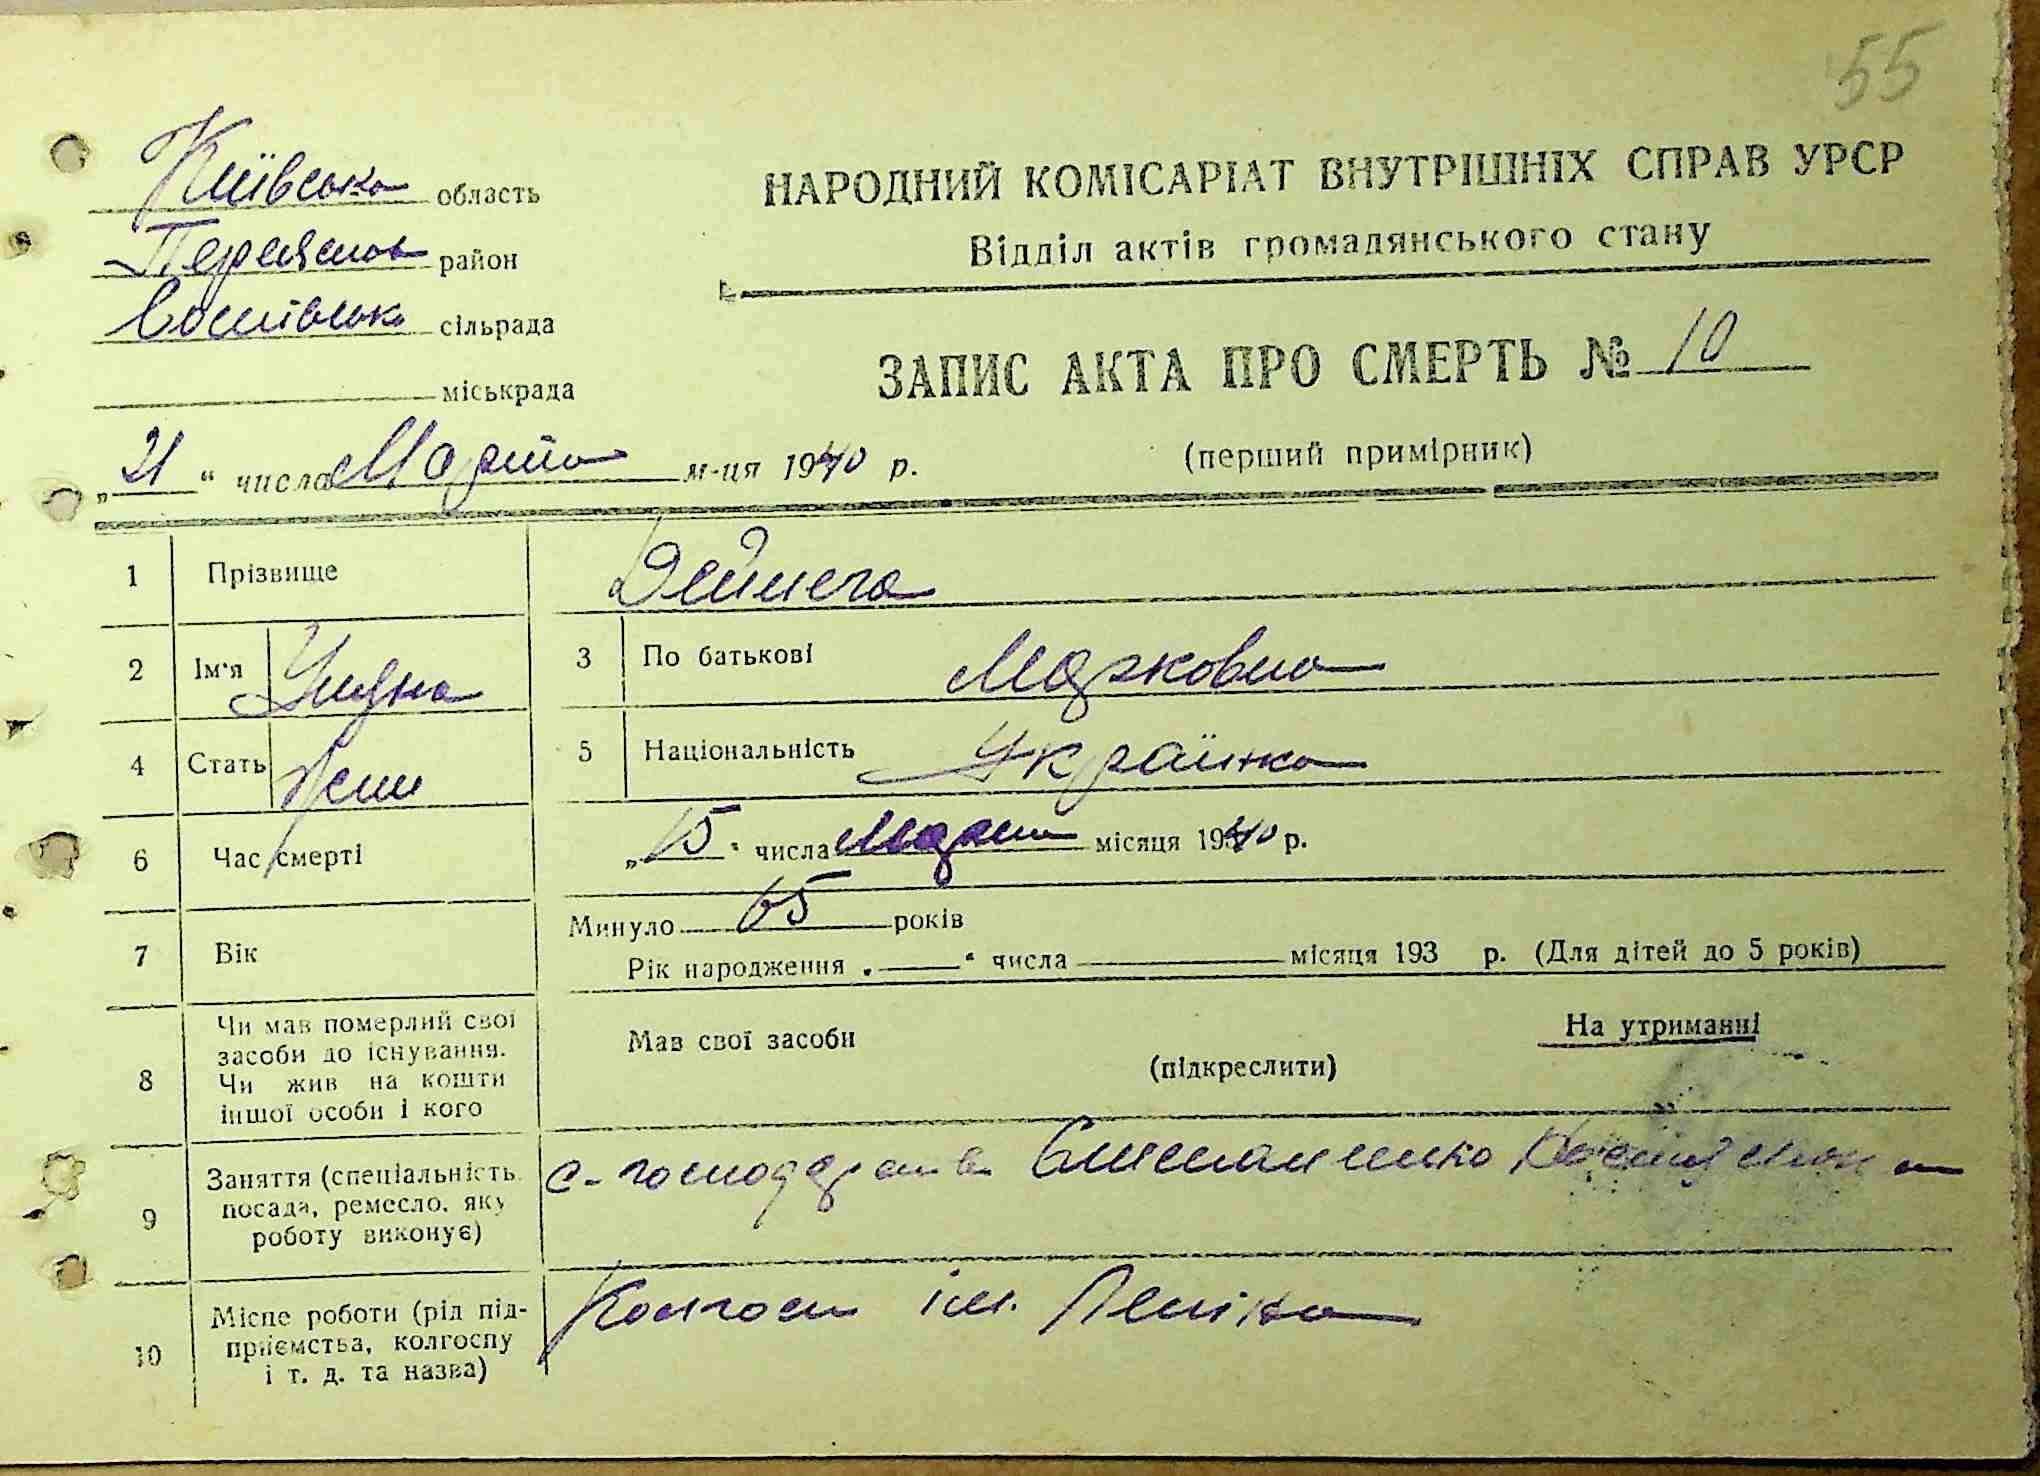 55
Київська область
НАРОДНИЙ КОМІСАРІАТ ВНУТРІШНІХ СПРАВ УРСР
район
Відділ актів громадянського стану
сільрада
ЗАПИС АКТА ПРО СМЕРТЬ № 10
міськрада
„21“ числа Марта м-ця 1940 р.
(перший примірник)
1 Прізвище Дейнега
2 Ім'я Уляна 3 По батькові Марковна
4 Стать Жен 5 Національність Українка
6 Час смерті „15“ числа Марта місяця 1940 р.
Минуло 65 років
7 Вік
Рік народження „ “ числа місяця 193 р. (Для дітей до 5 років)
8 Чи мав померлий свої засоби до існування. Чи жив на кошти іншої особи і кого
Мав свої засоби На утриманні
(підкреслити)
9 Заняття (спеціальність, посада, ремесло, яку роботу виконує)
с-господарства
10 Місце роботи (рід підприємства, колгоспу і т. д. та назва)
Колгосп ім. Леніна